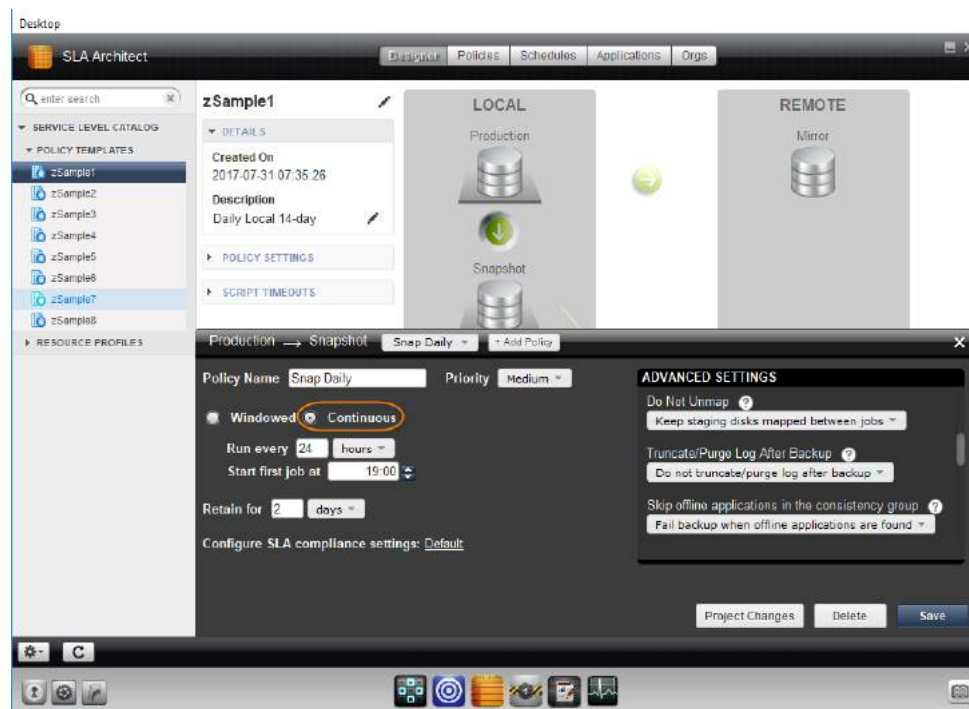 Desktop
SLA Architect
Designer Policies Schedules Applications Orgs
enter search
SERVICE LEVEL CATALOG
POLICY TEMPLATES
zSample1
zSample2
zSample3
zSample4
zSample5
zSample6
zSample7
zSample8
RESOURCE PROFILES
zSample1
DETAILS
Created On
2017-07-31 07:35:26
Description
Daily Local 14-day
POLICY SETTINGS
SCRIPT TIMEOUTS
LOCAL
Production
Snapshot
REMOTE
Mirror
Production → Snapshot Snap Daily + Add Policy
Policy Name Snap Daily Priority Medium
Windowed Continuous
Run every 24 hours
Start first job at 19:00
Retain for 2 days
Configure SLA compliance settings: Default
ADVANCED SETTINGS
Do Not Unmap ?
Keep staging disks mapped between jobs
Truncate/Purge Log After Backup ?
Do not truncate/purge log after backup
Skip offline applications in the consistency group ?
Fail backup when offline applications are found
Project Changes Delete Save